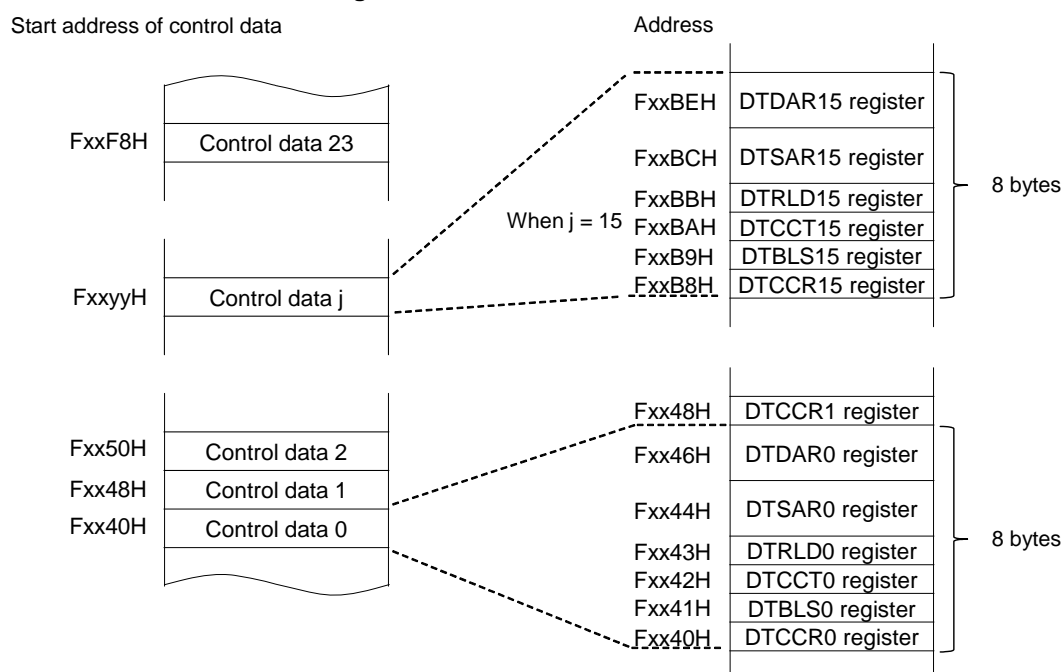 Start address of control data
Address
FxxF8H Control data 23
FxxyyH Control data j
Fxx50H Control data 2
Fxx48H Control data 1
Fxx40H Control data 0
When j = 15
FxxBEH DTDAR15 register
FxxBCH DTSAR15 register
FxxBBH DTRLD15 register
FxxBAH DTCCT15 register
FxxB9H DTBLS15 register
FxxB8H DTCCR15 register
8 bytes
Fxx48H DTCCR1 register
Fxx46H DTDAR0 register
Fxx44H DTSAR0 register
Fxx43H DTRLD0 register
Fxx42H DTCCT0 register
Fxx41H DTBLS0 register
Fxx40H DTCCR0 register
8 bytes